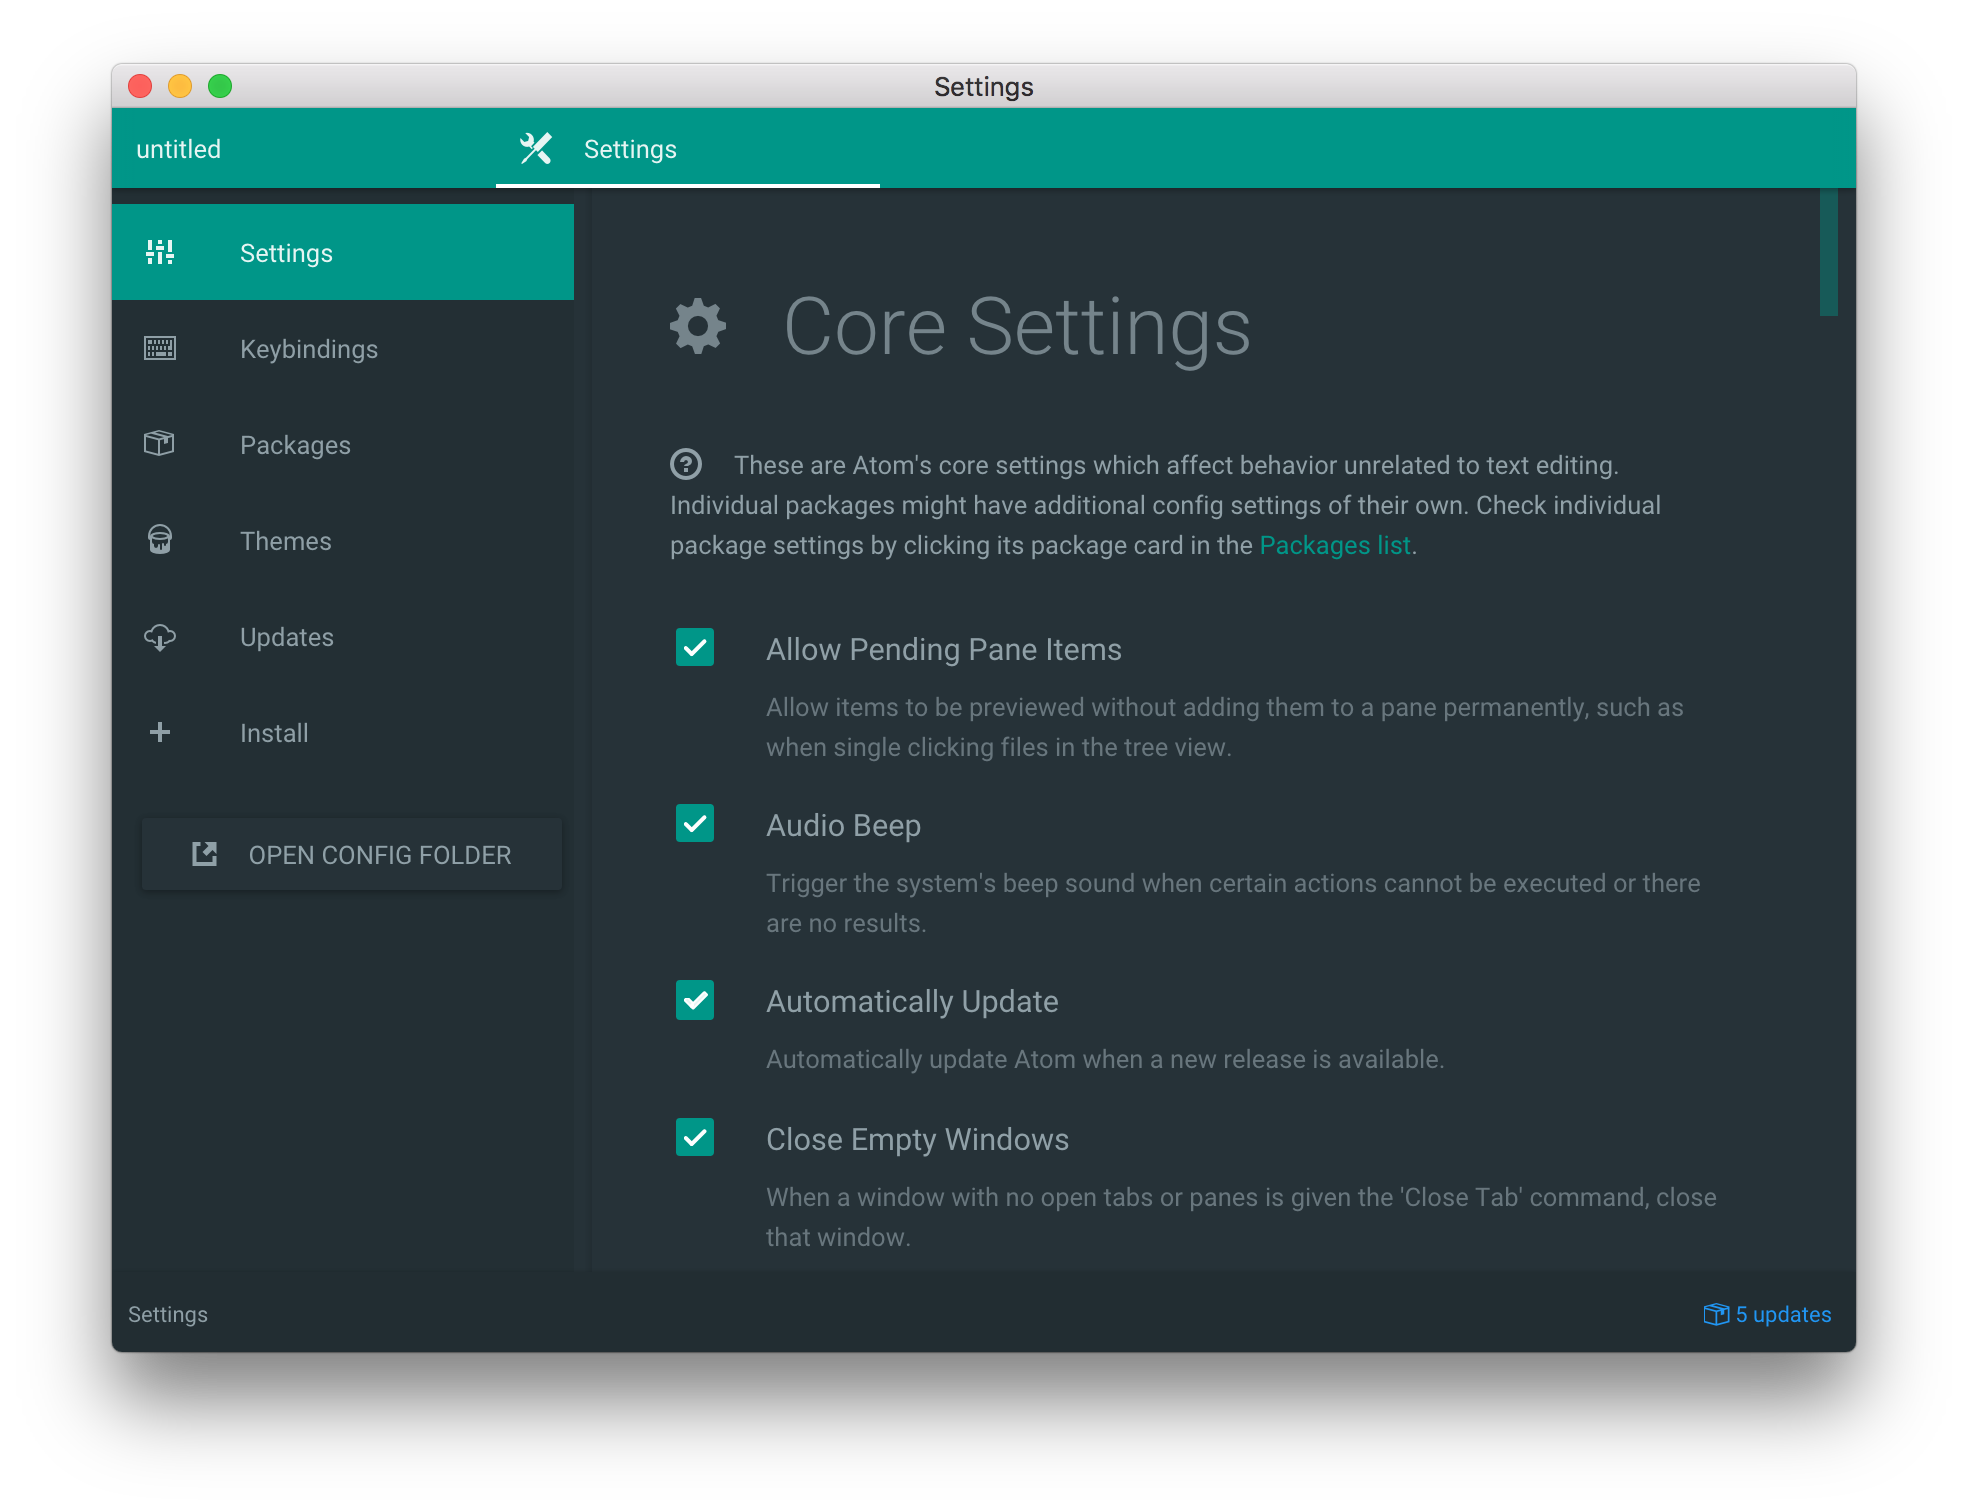 Settings
untitled
Settings
Settings
Keybindings
Packages
Themes
Updates
Install
OPEN CONFIG FOLDER
Core Settings
These are Atom's core settings which affect behavior unrelated to text editing.
Individual packages might have additional config settings of their own. Check individual
package settings by clicking its package card in the Packages list.
Allow Pending Pane Items
Allow items to be previewed without adding them to a pane permanently, such as
when single clicking files in the tree view.
Audio Beep
Trigger the system's beep sound when certain actions cannot be executed or there
are no results.
Automatically Update
Automatically update Atom when a new release is available.
Close Empty Windows
When a window with no open tabs or panes is given the 'Close Tab' command, close
that window.
Settings
5 updates